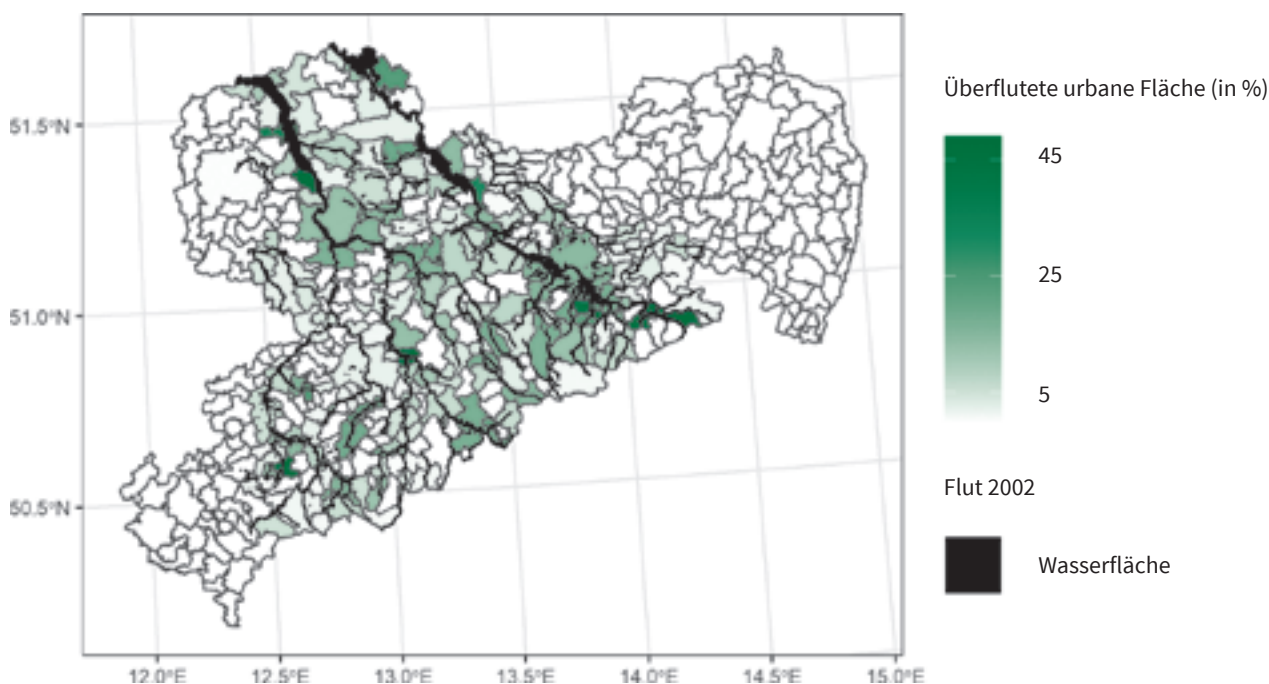 Überflutete urbane Fläche (in %)
45
25
5
Flut 2002
Wasserfläche
51.5°N
51.0°N
50.5°N
12.0°E 12.5°E 13.0°E 13.5°E 14.0°E 14.5°E 15.0°E